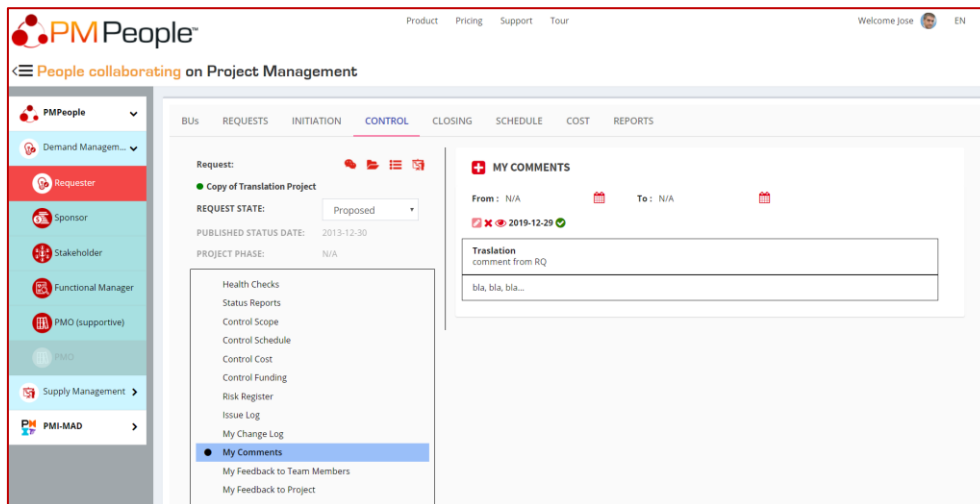 PMPeople™
Product Pricing Support Tour
Welcome Jose EN
People collaborating on Project Management
PMPeople
Demand Managem...
Requester
Sponsor
Stakeholder
Functional Manager
PMO (supportive)
PMO
Supply Management
PMI-MAD
BUs REQUESTS INITIATION CONTROL CLOSING SCHEDULE COST REPORTS
Request:
Copy of Translation Project
REQUEST STATE: Proposed
PUBLISHED STATUS DATE: 2013-12-30
PROJECT PHASE: N/A
Health Checks
Status Reports
Control Scope
Control Schedule
Control Cost
Control Funding
Risk Register
Issue Log
My Change Log
My Comments
My Feedback to Team Members
My Feedback to Project
MY COMMENTS
From : N/A To : N/A
2019-12-29
Traslation
comment from RQ
bla, bla, bla...